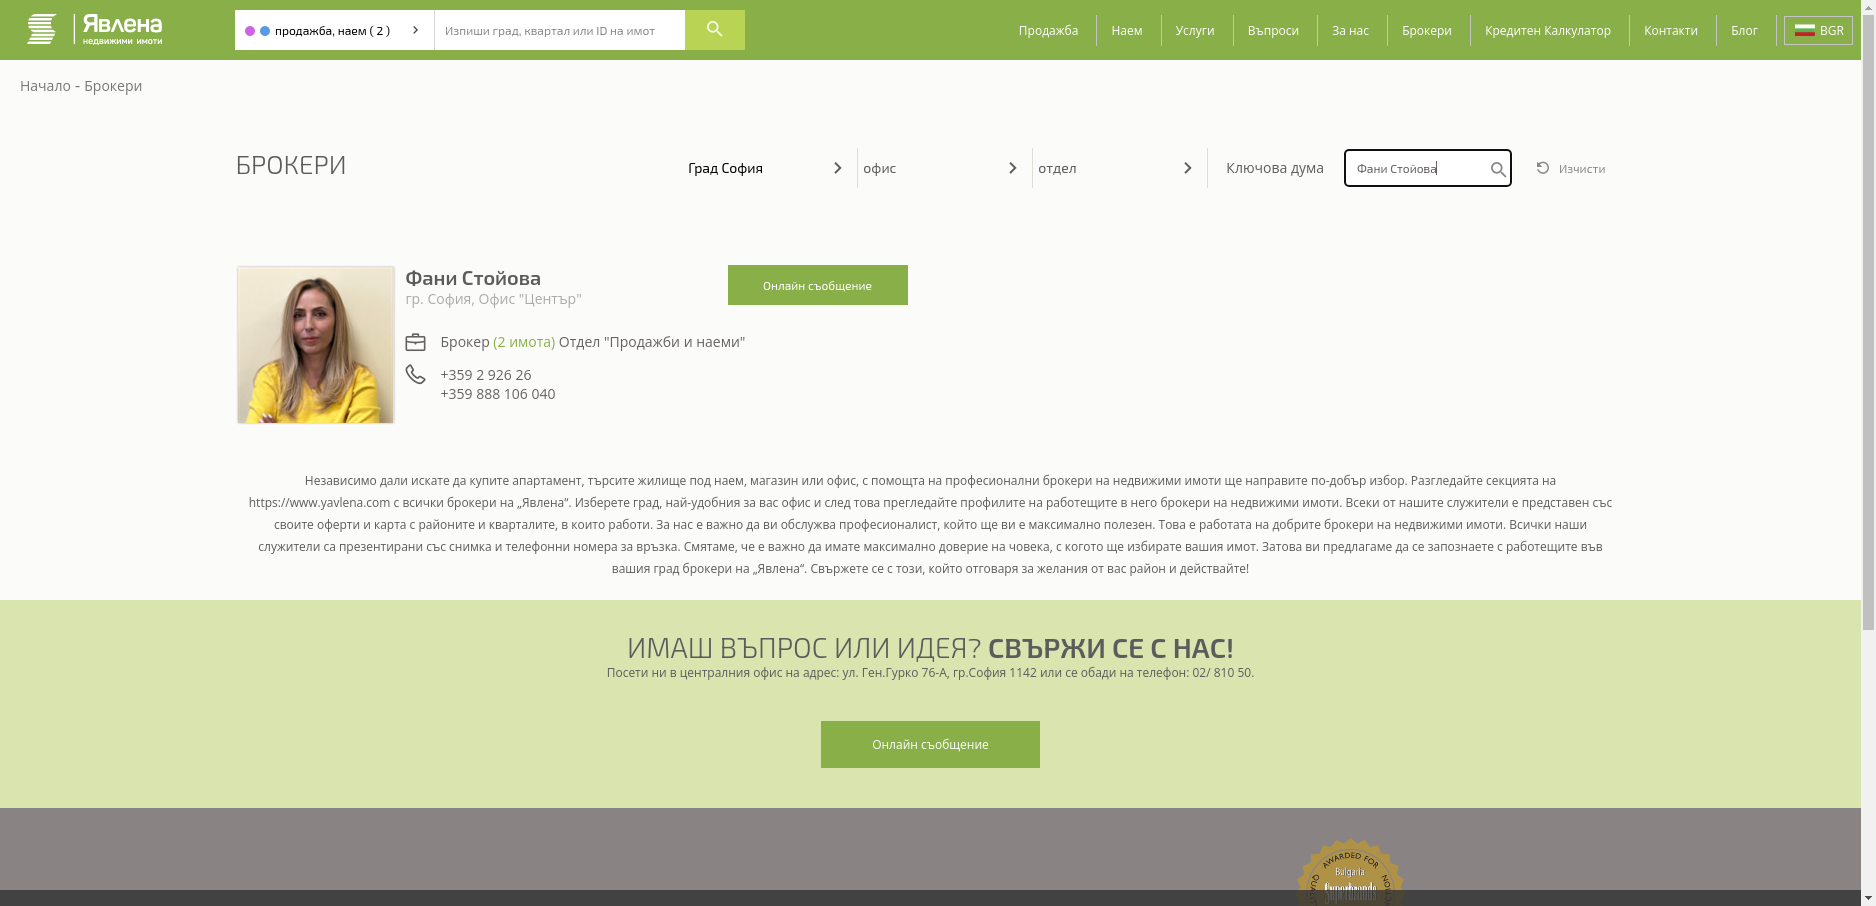 Явлена
недвижими имоти
продажба, наем ( 2 )
Изпиши град, квартал или ID на имот
Продажба
Наем
Услуги
Въпроси
За нас
Брокери
Кредитен Калкулатор
Контакти
Блог
BGR
Начало - Брокери
БРОКЕРИ
Град София
офис
отдел
Ключова дума
Фани Стойова
Изчисти
Фани Стойова
гр. София, Офис "Център"
Онлайн съобщение
Брокер (2 имота) Отдел "Продажби и наеми"
+359 2 926 26
+359 888 106 040
Независимо дали искате да купите апартамент, търсите жилище под наем, магазин или офис, с помощта на професионални брокери на недвижими имоти ще направите по-добър избор. Разгледайте секцията на
https://www.yavlena.com с всички брокери на „Явлена“. Изберете град, най-удобния за вас офис и след това прегледайте профилите на работещите в него брокери на недвижими имоти. Всеки от нашите служители е представен със
своите оферти и карта с районите и кварталите, в които работи. За нас е важно да ви обслужва професионалист, който ще ви е максимално полезен. Това е работата на добрите брокери на недвижими имоти. Всички наши
служители са презентирани със снимка и телефонни номера за връзка. Смятаме, че е важно да имате максимално доверие на човека, с когото ще избирате вашия имот. Затова ви предлагаме да се запознаете с работещите във
вашия град брокери на „Явлена“. Свържете се с този, който отговаря за желания от вас район и действайте!
ИМАШ ВЪПРОС ИЛИ ИДЕЯ? СВЪРЖИ СЕ С НАС!
Посети ни в централния офис на адрес: ул. Ген.Гурко 76-А, гр.София 1142 или се обади на телефон: 02/ 810 50.
Онлайн съобщение
AWARDED FOR
Bulgaria
Superbrands